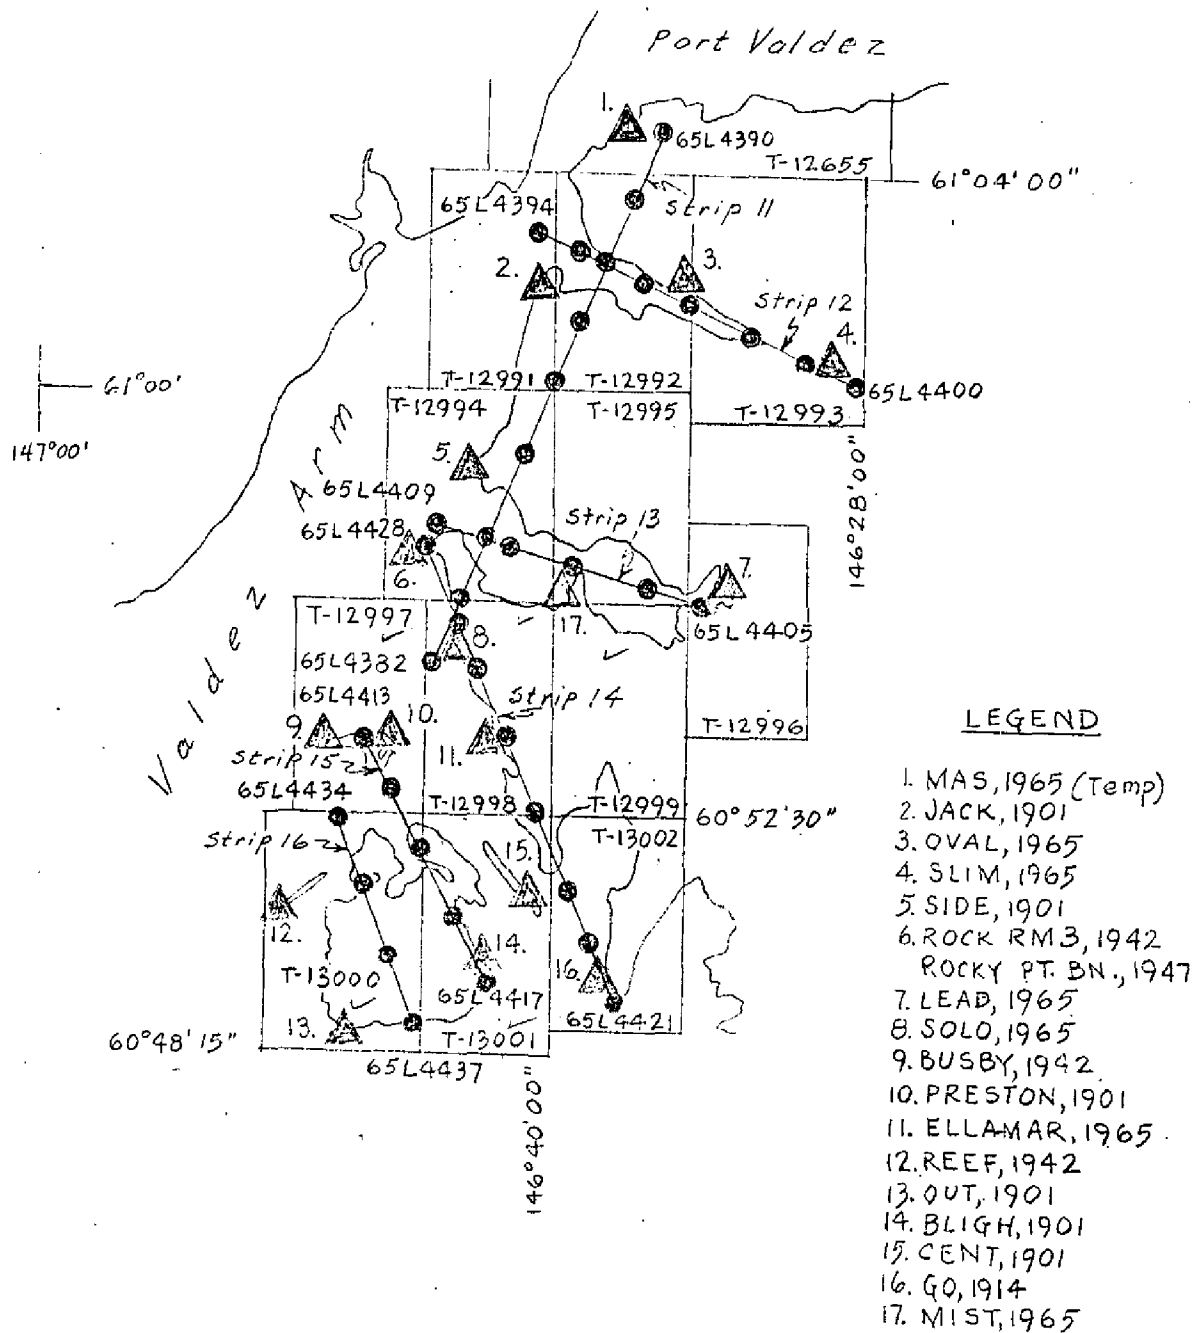 Port Valdez
1.
65L4390
T-12655
61°04'00"
65L4394
Strip 11
2.
3.
Strip 12
4.
T-12991
T-12992
65L4400
61°00'
T-12994
T-12995
T-12993
147°00'
Valdez Arm
5.
146°28'00"
65L4409
Strip 13
65L4428
6.
7.
T-12997
17.
65L4405
8.
65L4382
65L4413
Strip 14
9.
10.
T-12996
11.
Strip 15
65L4434
T-12998
T-12999
60°52'30"
Strip 16
T-13002
15.
12.
14.
T-13000
16.
65L4417
65L4421
13.
60°48'15"
T-13001
65L4437
146°40'00"
LEGEND
1. MAS, 1965 (Temp)
2. JACK, 1901
3. OVAL, 1965
4. SLIM, 1965
5. SIDE, 1901
6. ROCK RM3, 1942
ROCKY PT. BN., 1947
7. LEAD, 1965
8. SOLO, 1965
9. BUSBY, 1942
10. PRESTON, 1901
11. ELLAMAR, 1965
12. REEF, 1942
13. OUT, 1901
14. BLIGH, 1901
15. CENT, 1901
16. GO, 1914
17. MIST, 1965